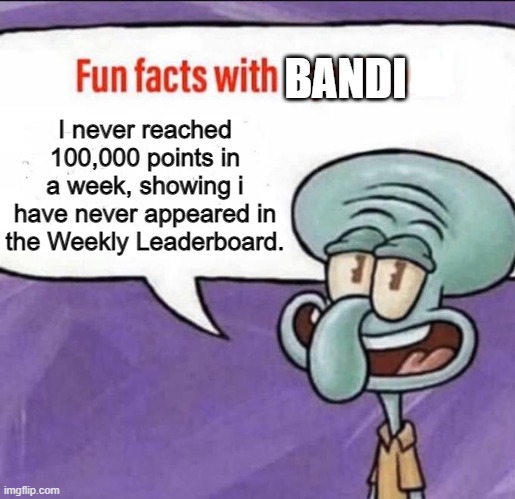 Fun facts with BANDI
I never reached
100,000 points in
a week, showing i
have never appeared in
the Weekly Leaderboard.
imgflip.com